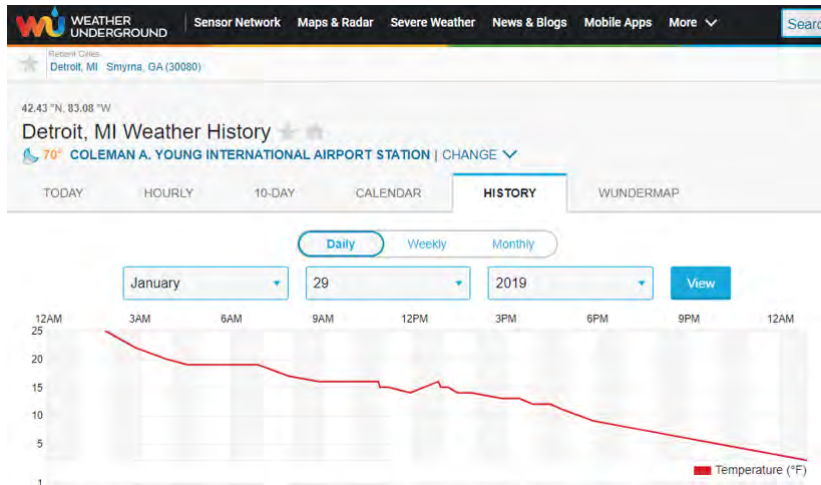 WEATHER UNDERGROUND
Sensor Network Maps & Radar Severe Weather News & Blogs Mobile Apps More
Searc
Recent Cities
Detroit, MI Smyrna, GA (30080)
42.43 °N, 83.08 °W
Detroit, MI Weather History
70° COLEMAN A. YOUNG INTERNATIONAL AIRPORT STATION | CHANGE
TODAY HOURLY 10-DAY CALENDAR HISTORY WUNDERMAP
Daily Weekly Monthly
January 29 2019 View
12AM 3AM 6AM 9AM 12PM 3PM 6PM 9PM 12AM
25
20
15
10
5
Temperature (°F)
1